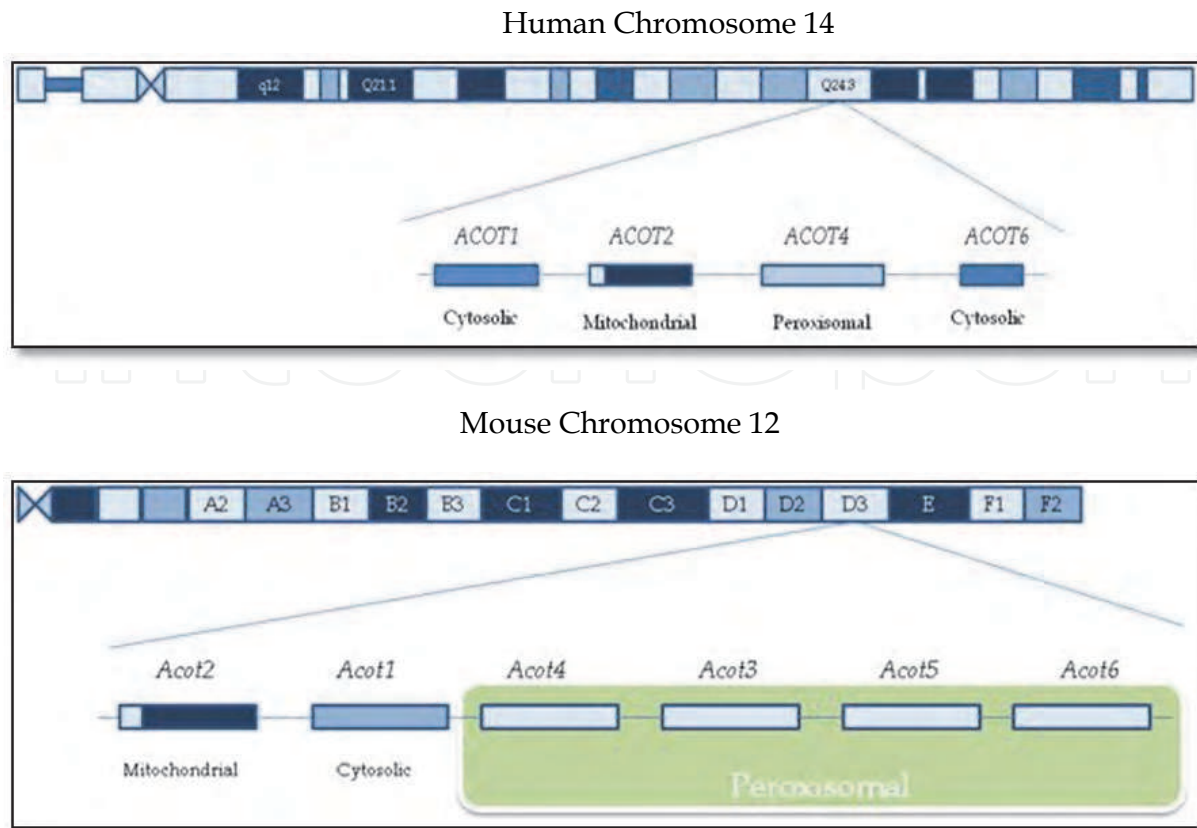 Human Chromosome 14
q12 Q21.1 Q24.3
ACOT1 ACOT2 ACOT4 ACOT6
Cytosolic Mitochondrial Peroxisomal Cytosolic
Mouse Chromosome 12
A2 A3 B1 B2 B3 C1 C2 C3 D1 D2 D3 E F1 F2
Acot2 Acot1 Acot4 Acot3 Acot5 Acot6
Mitochondrial Cytosolic
Peroxisomal